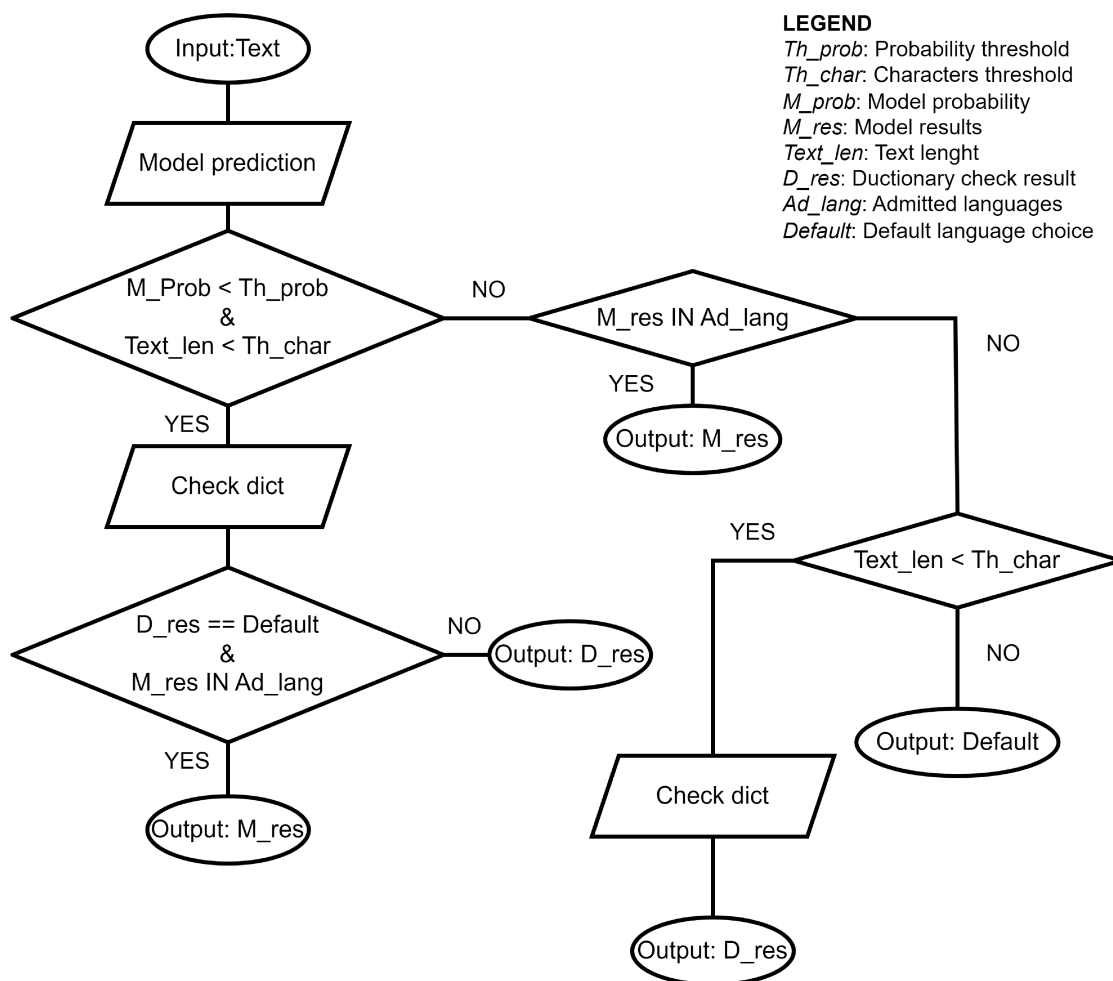 Input:Text
Model prediction
M_Prob < Th_prob
&
Text_len < Th_char
NO
M_res IN Ad_lang
NO
YES
Output: M_res
YES
Check dict
YES
Text_len < Th_char
D_res == Default
&
M_res IN Ad_lang
NO
Output: D_res
NO
Output: Default
YES
Output: M_res
Check dict
Output: D_res
LEGEND
Th_prob: Probability threshold
Th_char: Characters threshold
M_prob: Model probability
M_res: Model results
Text_len: Text lenght
D_res: Ductionary check result
Ad_lang: Admitted languages
Default: Default language choice